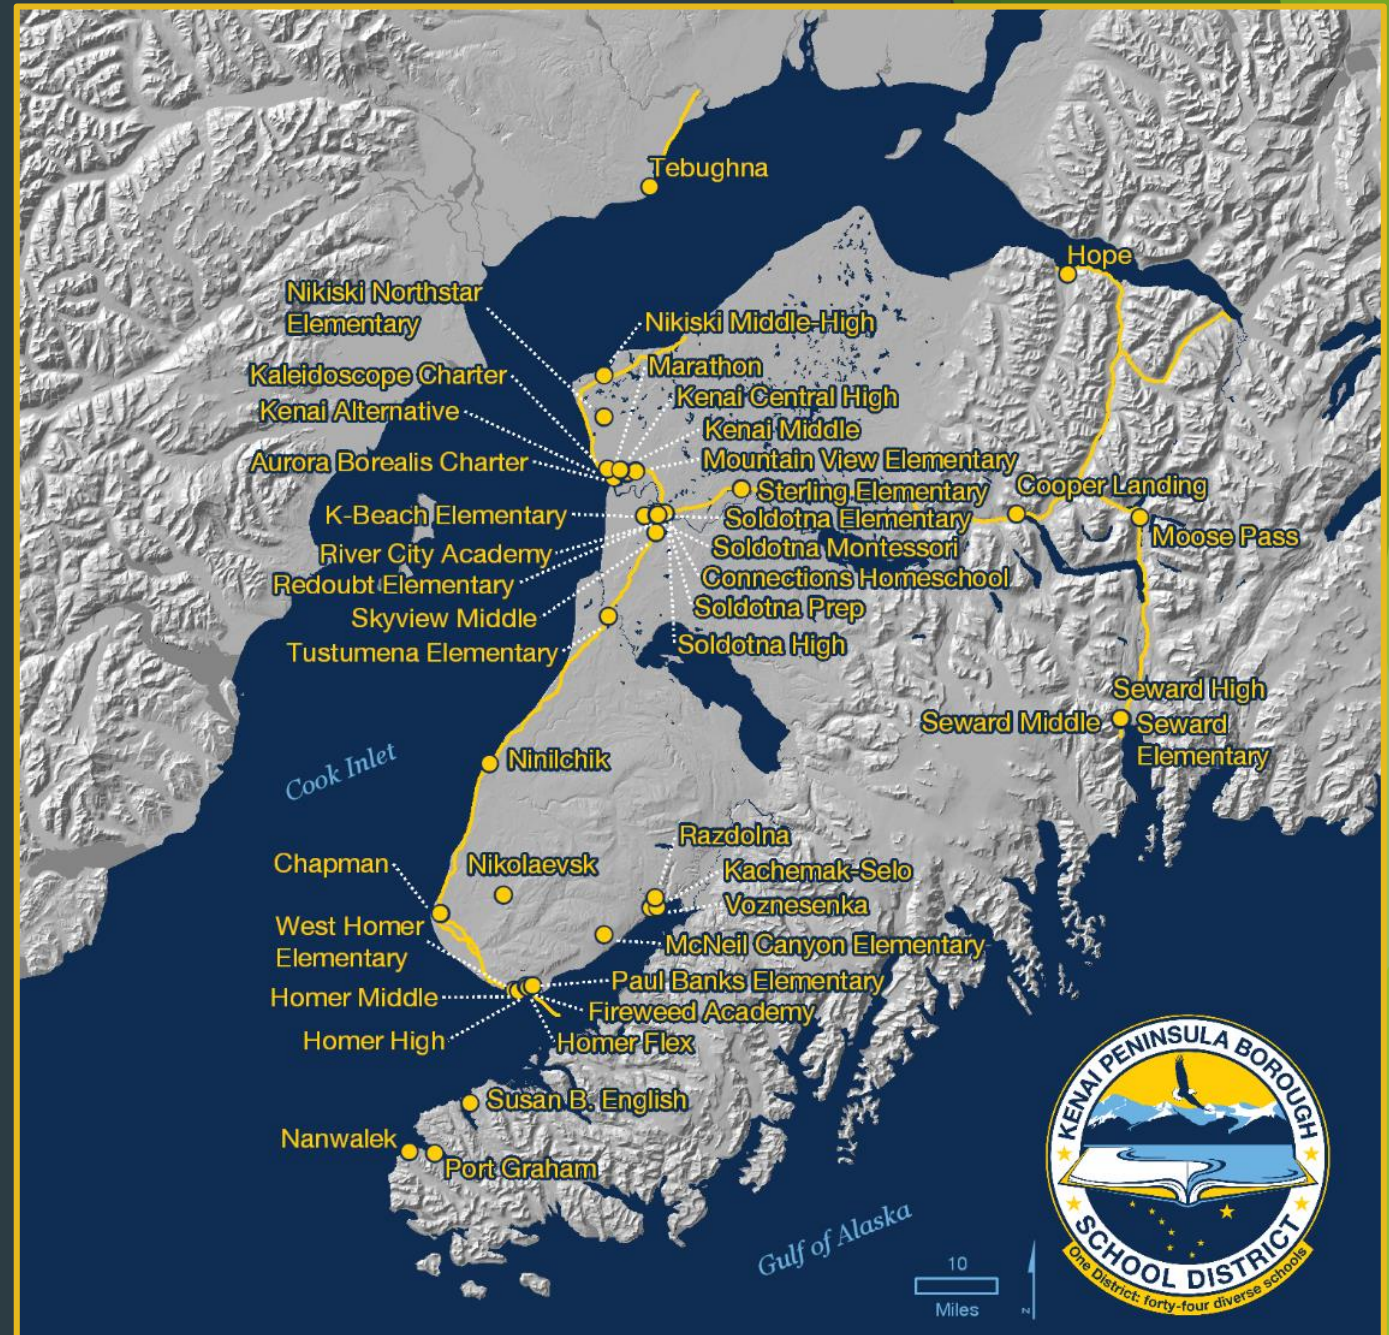 Tebughna
Hope
Nikiski Northstar
Elementary
Nikiski Middle-High
Kaleidoscope Charter
Marathon
Kenai Alternative
Kenai Central High
Kenai Middle
Aurora Borealis Charter
Mountain View Elementary
Sterling Elementary
Cooper Landing
K-Beach Elementary
Soldotna Elementary
Moose Pass
River City Academy
Soldotna Montessori
Redoubt Elementary
Connections Homeschool
Skyview Middle
Soldotna Prep
Tustumena Elementary
Soldotna High
Seward High
Seward Middle
Seward
Elementary
Ninilchik
Cook Inlet
Razdolna
Chapman
Nikolaevsk
Kachemak-Selo
Voznesenka
West Homer
Elementary
McNeil Canyon Elementary
Paul Banks Elementary
Homer Middle
Fireweed Academy
Homer High
Homer Flex
Susan B. English
Nanwalek
Port Graham
Gulf of Alaska
10
Miles
N
KENAI PENINSULA BOROUGH
SCHOOL DISTRICT
One District: forty-four diverse schools